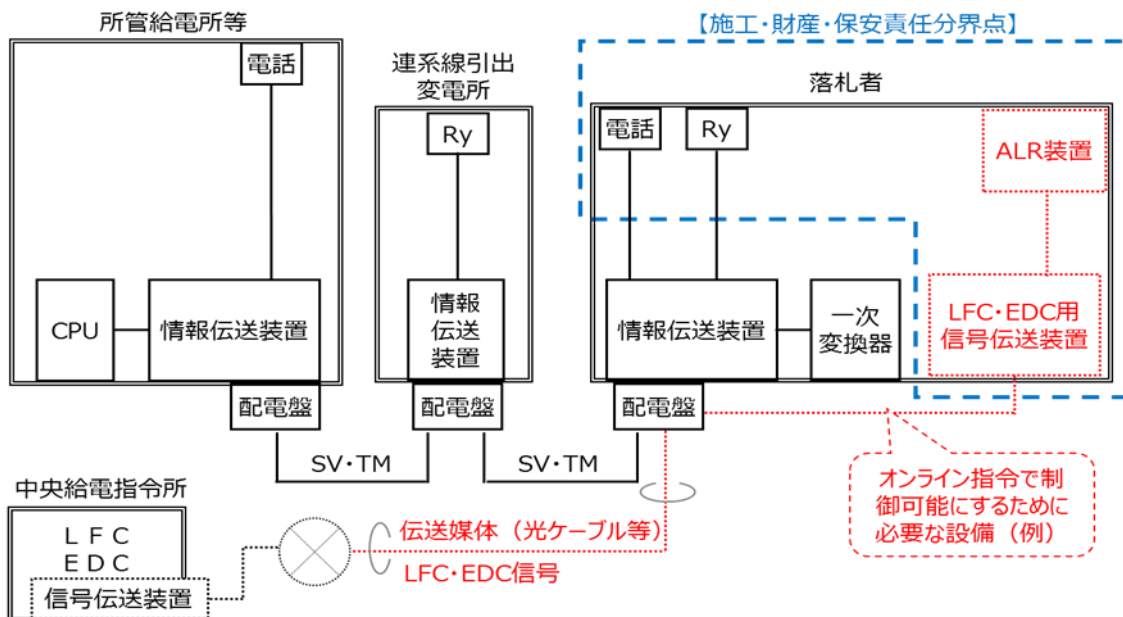 所管給電所等
電話
CPU
情報伝送装置
配電盤
連系線引出
変電所
Ry
情報
伝送
装置
配電盤
【施工・財産・保安責任分界点】
落札者
電話
Ry
ALR装置
情報伝送装置
一次
変換器
LFC・EDC用
信号伝送装置
配電盤
SV・TM
SV・TM
オンライン指令で制
御可能にするために
必要な設備（例）
中央給電指令所
ＬＦＣ
ＥＤＣ
信号伝送装置
伝送媒体（光ケーブル等）
LFC・EDC信号